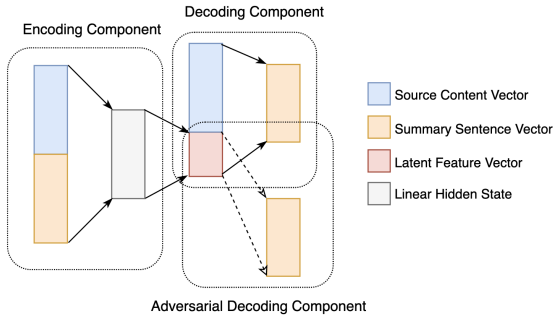 Decoding Component
Encoding Component
Source Content Vector
Summary Sentence Vector
Latent Feature Vector
Linear Hidden State
Adversarial Decoding Component